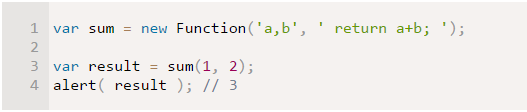 1 var sum = new Function('a,b', ' return a+b; ');
2
3 var result = sum(1, 2);
4 alert( result ); // 3